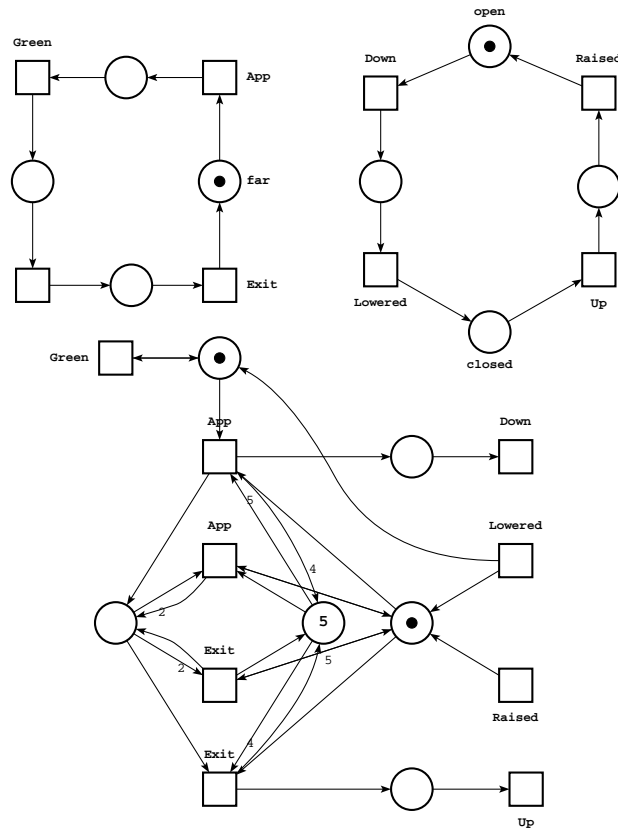 open
Green
Down
Raised
App
far
Exit
Lowered
Up
closed
Green
App
Down
5
App
Lowered
4
2
5
Exit
2
5
Raised
4
Exit
Up